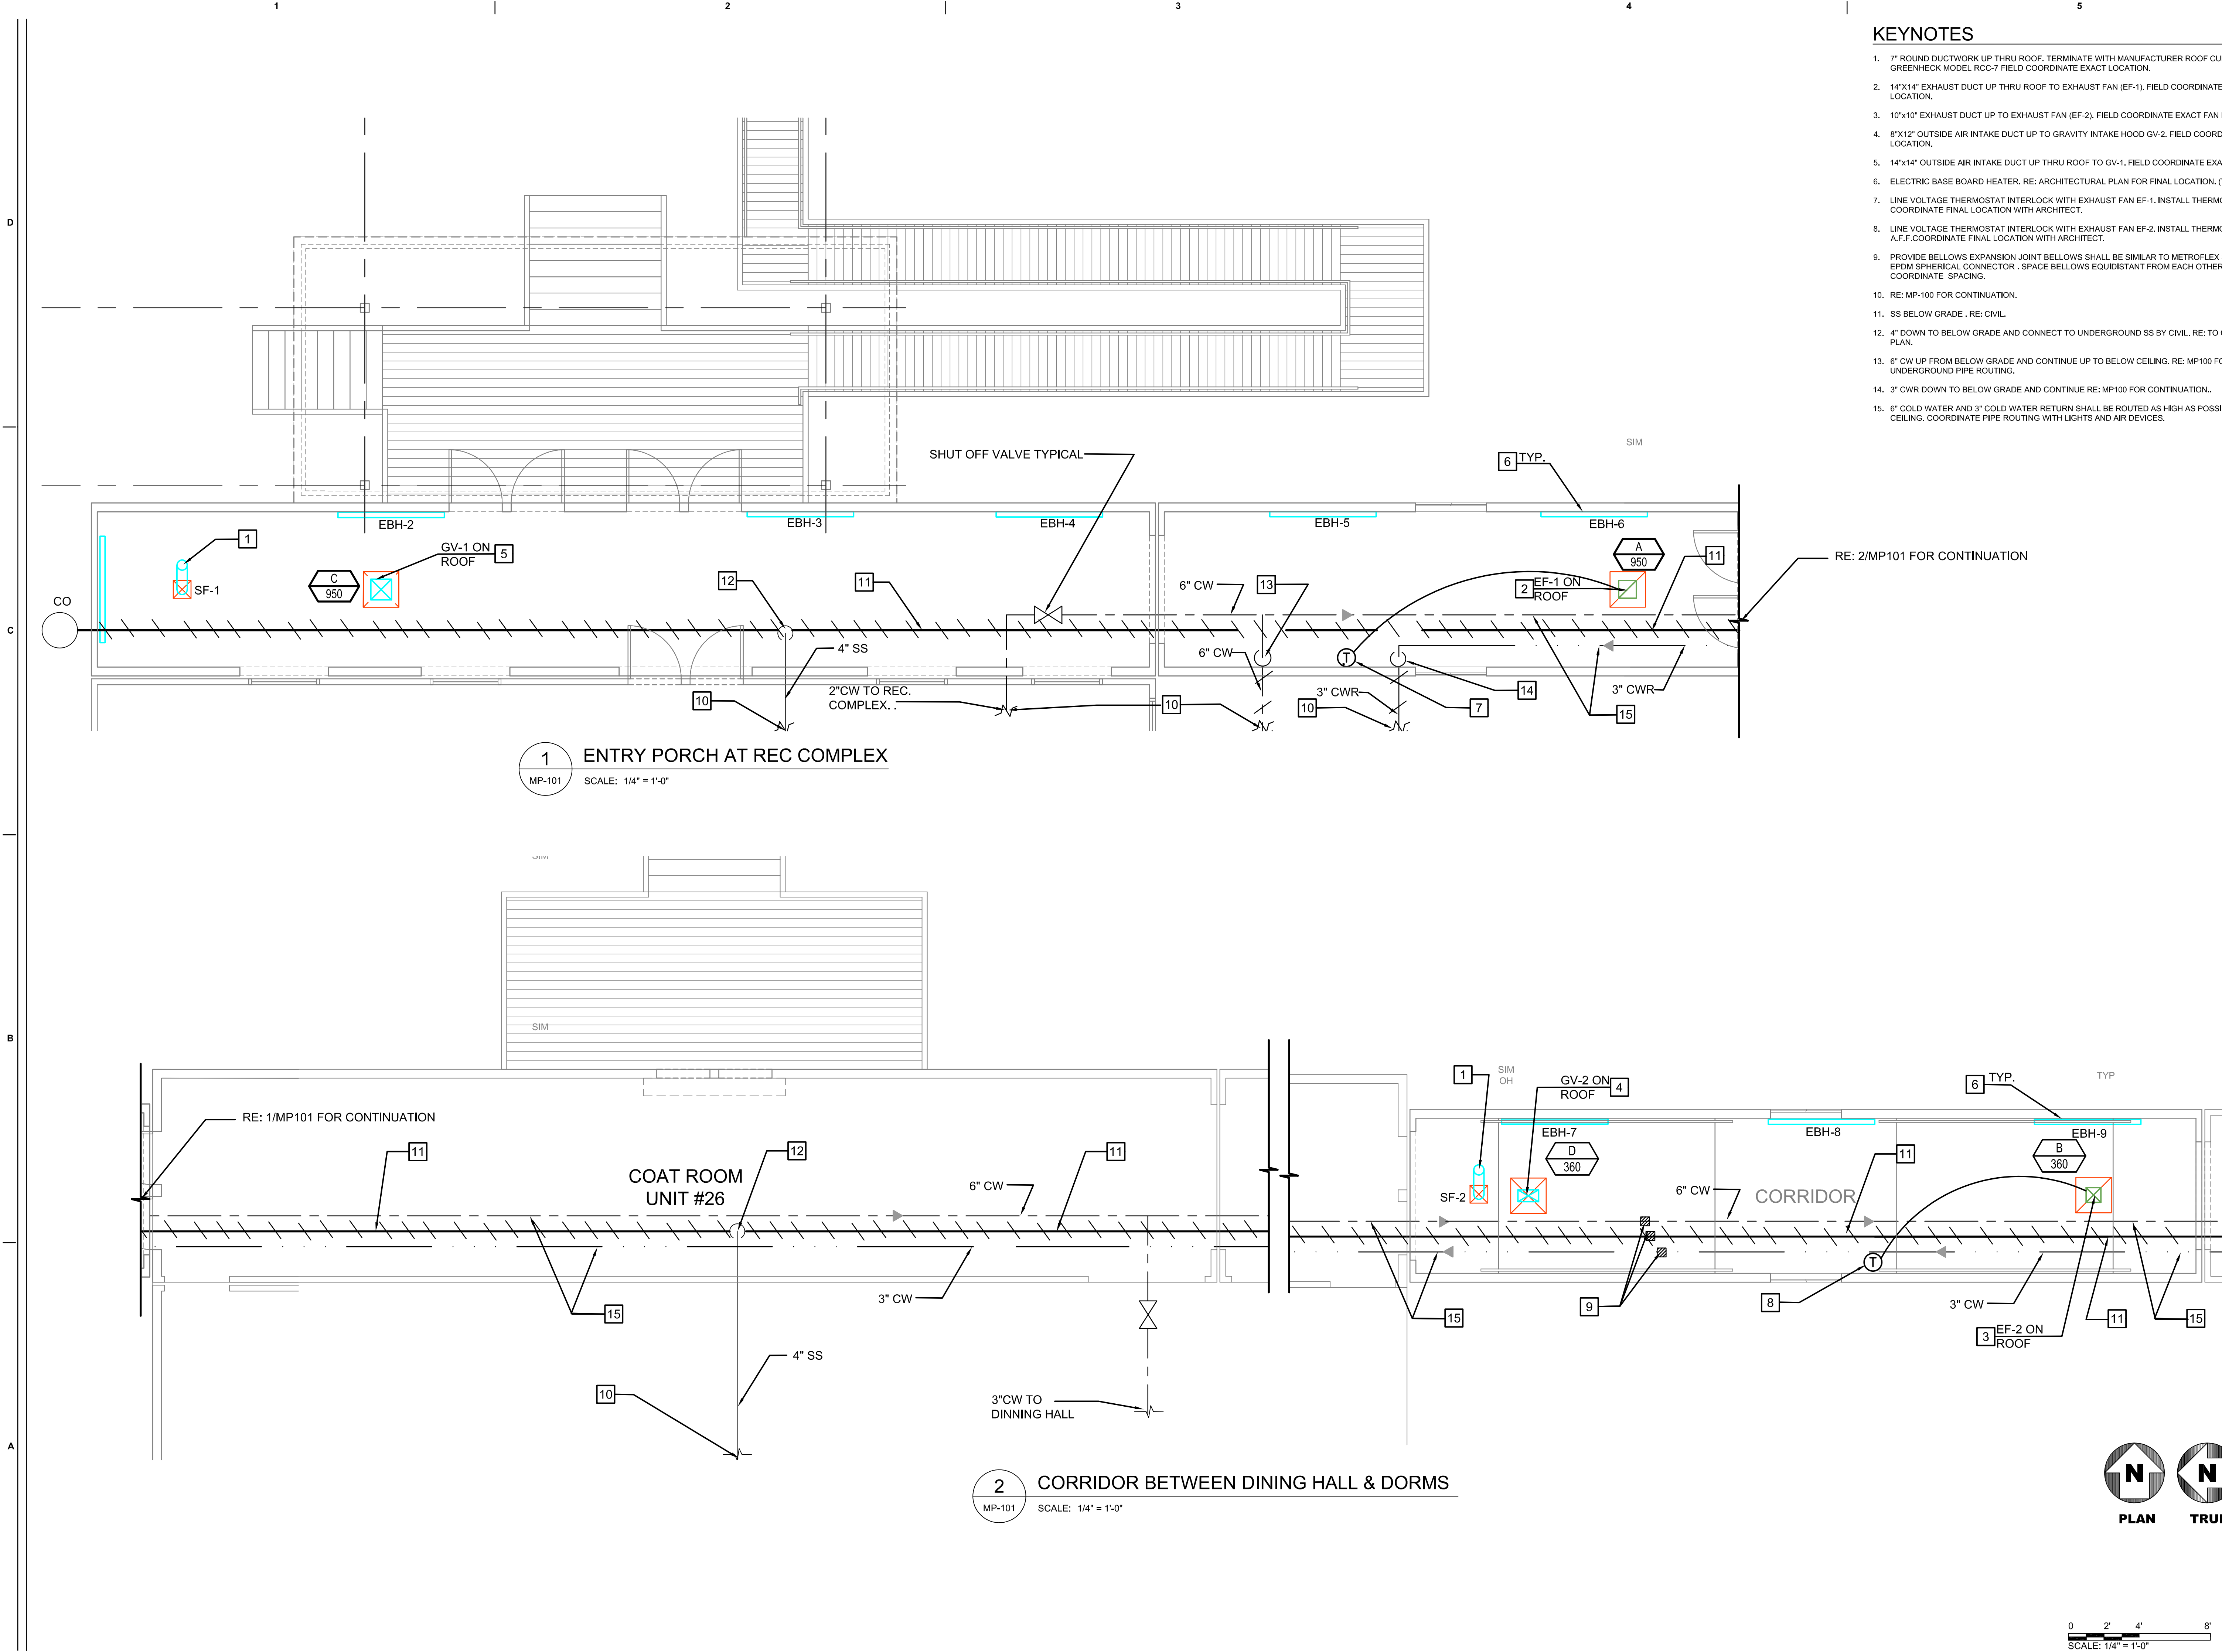 1
2
3
4
5
D
C
B
A
KEYNOTES
1. 7" ROUND DUCTWORK UP THRU ROOF. TERMINATE WITH MANUFACTURER ROOF CU
GREENHECK MODEL RCC-7 FIELD COORDINATE EXACT LOCATION.
2. 14"X14" EXHAUST DUCT UP THRU ROOF TO EXHAUST FAN (EF-1). FIELD COORDINATE
LOCATION.
3. 10"x10" EXHAUST DUCT UP TO EXHAUST FAN (EF-2). FIELD COORDINATE EXACT FAN
4. 8"X12" OUTSIDE AIR INTAKE DUCT UP TO GRAVITY INTAKE HOOD GV-2. FIELD COORD
LOCATION.
5. 14"x14" OUTSIDE AIR INTAKE DUCT UP THRU ROOF TO GV-1. FIELD COORDINATE EXA
6. ELECTRIC BASE BOARD HEATER. RE: ARCHITECTURAL PLAN FOR FINAL LOCATION. (
7. LINE VOLTAGE THERMOSTAT INTERLOCK WITH EXHAUST FAN EF-1. INSTALL THERMO
COORDINATE FINAL LOCATION WITH ARCHITECT.
8. LINE VOLTAGE THERMOSTAT INTERLOCK WITH EXHAUST FAN EF-2. INSTALL THERMO
A.F.F.COORDINATE FINAL LOCATION WITH ARCHITECT.
9. PROVIDE BELLOWS EXPANSION JOINT BELLOWS SHALL BE SIMILAR TO METROFLEX
EPDM SPHERICAL CONNECTOR . SPACE BELLOWS EQUIDISTANT FROM EACH OTHER
COORDINATE SPACING.
10. RE: MP-100 FOR CONTINUATION.
11. SS BELOW GRADE . RE: CIVIL.
12. 4" DOWN TO BELOW GRADE AND CONNECT TO UNDERGROUND SS BY CIVIL. RE: TO
PLAN.
13. 6" CW UP FROM BELOW GRADE AND CONTINUE UP TO BELOW CEILING. RE: MP100 FO
UNDERGROUND PIPE ROUTING.
14. 3" CWR DOWN TO BELOW GRADE AND CONTINUE RE: MP100 FOR CONTINUATION..
15. 6" COLD WATER AND 3" COLD WATER RETURN SHALL BE ROUTED AS HIGH AS POSSI
CEILING. COORDINATE PIPE ROUTING WITH LIGHTS AND AIR DEVICES.
SIM
SHUT OFF VALVE TYPICAL
6 TYP.
EBH-2
EBH-3
EBH-4
EBH-5
EBH-6
1
SF-1
GV-1 ON
ROOF
5
C
950
A
950
11
RE: 2/MP101 FOR CONTINUATION
CO
12
11
6" CW
13
2
EF-1 ON
ROOF
4" SS
6" CW
T
10
2"CW TO REC.
COMPLEX. .
10
10
3" CWR
14
7
3" CWR
15
1
MP-101
ENTRY PORCH AT REC COMPLEX
SCALE: 1/4" = 1'-0"
SIM
SIM
RE: 1/MP101 FOR CONTINUATION
11
COAT ROOM
UNIT #26
12
6" CW
11
15
3" CW
4" SS
10
3"CW TO
DINNING HALL
1
SIM
OH
GV-2 ON
ROOF
4
6 TYP.
TYP
EBH-7
EBH-8
EBH-9
D
360
B
360
11
SF-2
6" CW
CORRIDOR
T
15
9
8
3" CW
3
EF-2 ON
ROOF
11
15
2
MP-101
CORRIDOR BETWEEN DINING HALL & DORMS
SCALE: 1/4" = 1'-0"
N
N
PLAN
0 2' 4' 8'
SCALE: 1/4" = 1'-0"